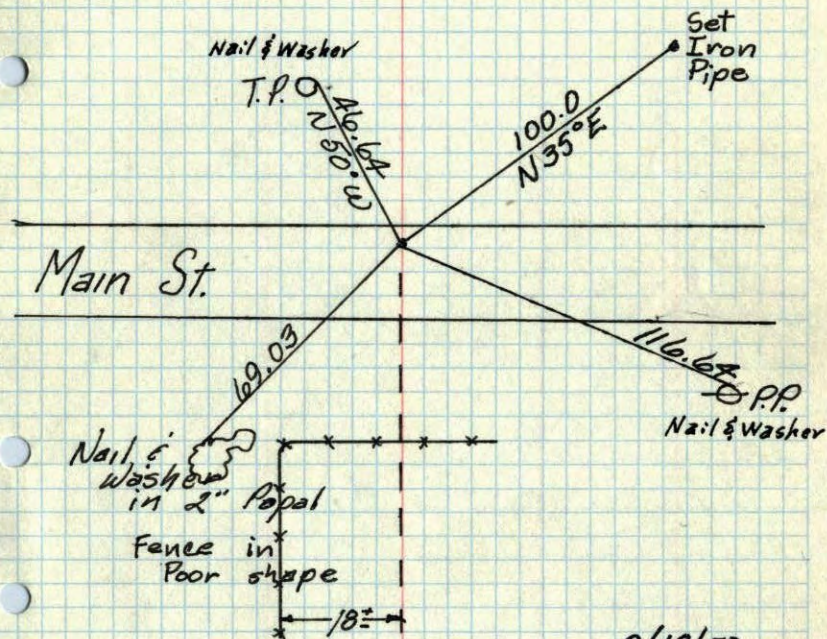 Set
Iron
Pipe
Nail & Washer
T.P.
46.64
N 50° W
100.0
N 35° E
Main St.
69.03
116.64
P.P.
Nail & Washer
Nail &
Washer
in 2" Popal
Fence in
Poor shape
18±